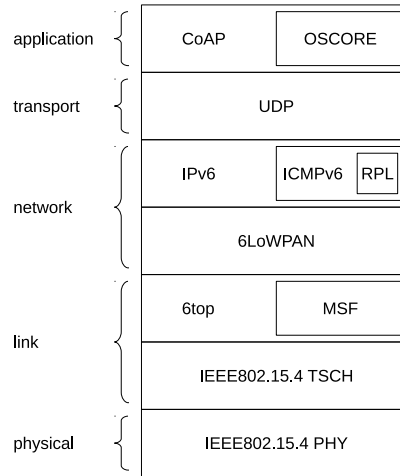 application
CoAP
OSCORE
transport
UDP
network
IPv6
ICMPv6
RPL
6LoWPAN
link
6top
MSF
IEEE802.15.4 TSCH
physical
IEEE802.15.4 PHY